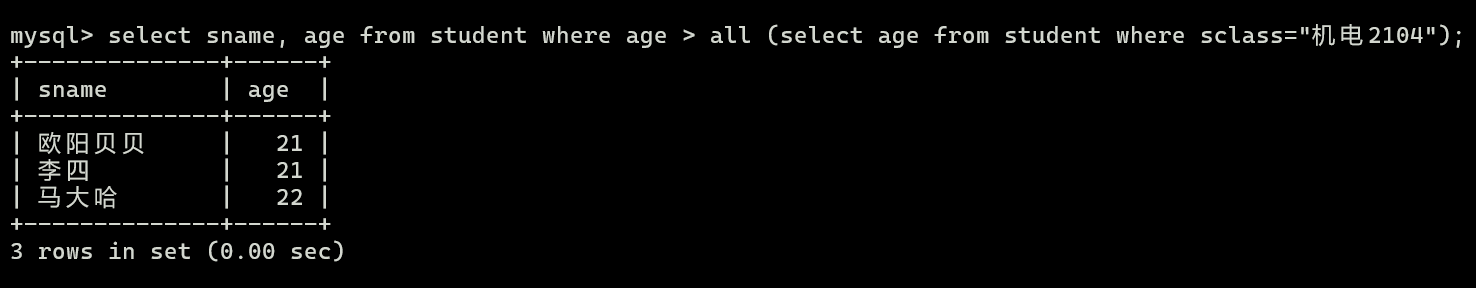 mysql> select sname, age from student where age > all (select age from student where sclass="机电2104");
+--------------+------+
| sname        | age  |
+--------------+------+
| 欧阳贝贝     |   21 |
| 李四         |   21 |
| 马大哈       |   22 |
+--------------+------+
3 rows in set (0.00 sec)